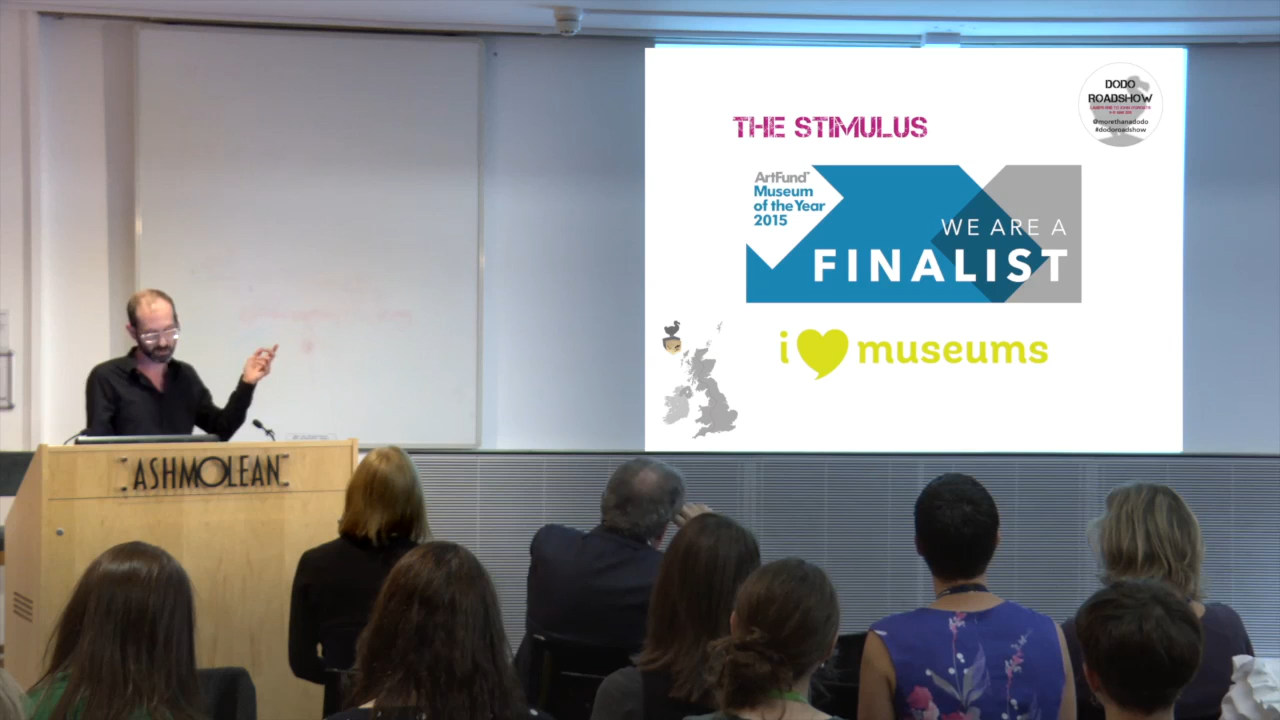 DODO
ROADSHOW
@morethanadodo
#dodoroadshow
THE STIMULUS
ArtFund
Museum
of the Year
2015
WE ARE A
FINALIST
i museums
ASHMOLEAN